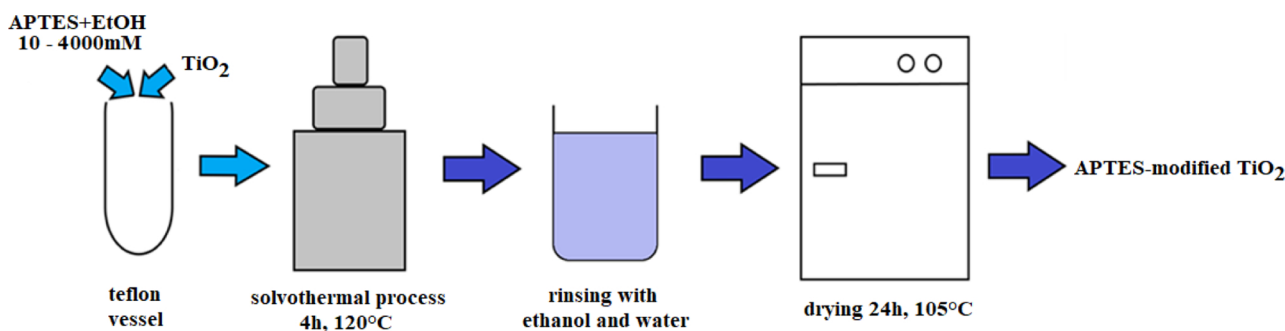 APTES+EtOH
10 - 4000mM
TiO₂
teflon
vessel
solvothermal process
4h, 120°C
rinsing with
ethanol and water
drying 24h, 105°C
APTES-modified TiO₂